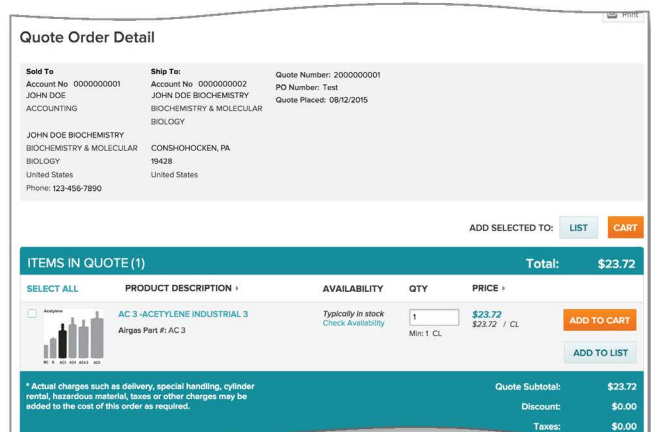 Print
Quote Order Detail
Sold To
Account No 0000000001
JOHN DOE
ACCOUNTING
JOHN DOE BIOCHEMISTRY
BIOCHEMISTRY & MOLECULAR
BIOLOGY
United States
Phone: 123-456-7890
Ship To:
Account No 0000000002
JOHN DOE BIOCHEMISTRY
BIOCHEMISTRY & MOLECULAR
BIOLOGY
CONSHOHOCKEN, PA
19428
United States
Quote Number: 2000000001
PO Number: Test
Quote Placed: 08/12/2015
ADD SELECTED TO: LIST CART
ITEMS IN QUOTE (1) Total: $23.72
SELECT ALL PRODUCT DESCRIPTION AVAILABILITY QTY PRICE
Acetylene
AC 3 -ACETYLENE INDUSTRIAL 3
Airgas Part #: AC 3
Typically in stock
Check Availability
1
Min: 1 CL
$23.72
$23.72 / CL
ADD TO CART
ADD TO LIST
* Actual charges such as delivery, special handling, cylinder
rental, hazardous material, taxes or other charges may be
added to the cost of this order as required.
Quote Subtotal: $23.72
Discount: $0.00
Taxes: $0.00